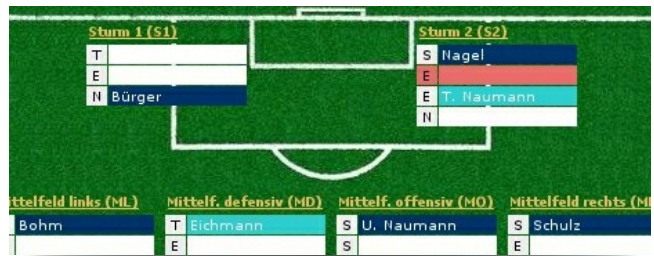 Sturm 1 (S1)
T
E
N Bürger
Sturm 2 (S2)
S Nagel
E
E T. Naumann
N
ittelfeld links (ML)
Bohm
Mittelf. defensiv (MD)
T Eichmann
E
Mittelf. offensiv (MO)
S U. Naumann
S
Mittelfeld rechts (M
S Schulz
E